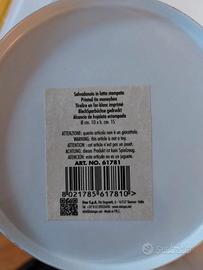 Salvadanaio in latta stampata
Printed tin moneybox
Tirelire en fer blanc imprimé
Blechsparbüchse gedruckt
Alcancía de hojalata estampada
Ø cm. 10 x h. cm. 15
ATTENZIONE: questo articolo non è un giocattolo.
WARNING: this article is not a toy.
ATTENTION: cet article n'est pas un jouet.
ACHTUNG: dieses Produkt ist kein Spielzeug.
ATENCIÓN: este artículo no es un juguete.
ART. NO. 61781
8 021785 617810 >
Made in P.R.C.
Subito